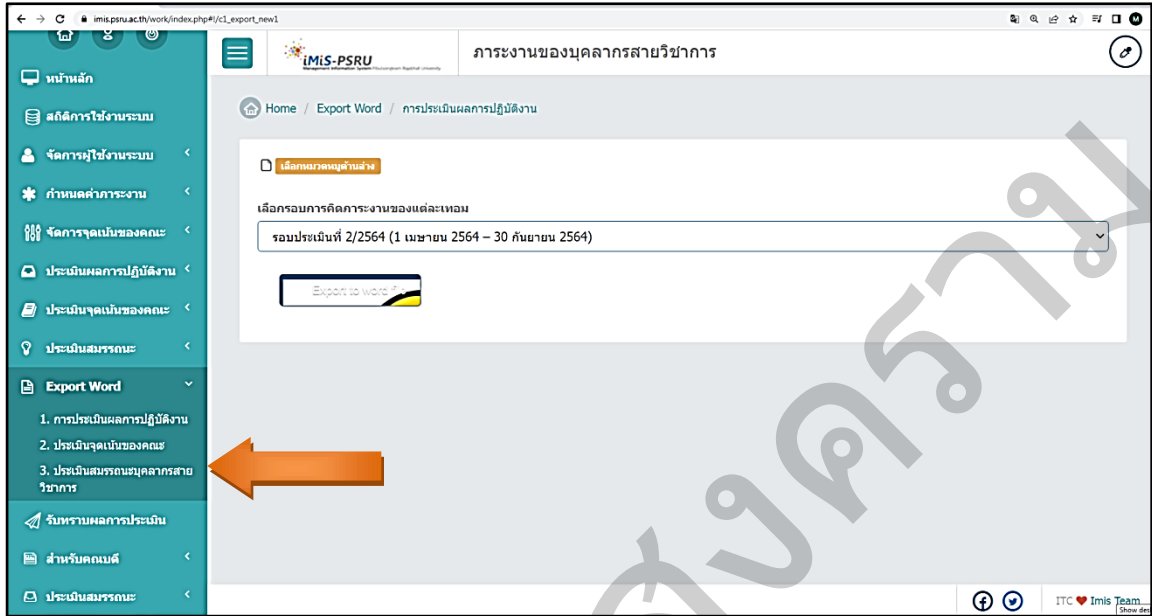 imis.psru.ac.th/work/index.php#!/c1_export_new1
หน้าหลัก
สถิติการใช้งานระบบ
จัดการผู้ใช้งานระบบ
กำหนดค่าภาระงาน
จัดการจุดเน้นของคณะ
ประเมินผลการปฏิบัติงาน
ประเมินจุดเน้นของคณะ
ประเมินสมรรถนะ
Export Word
1. การประเมินผลการปฏิบัติงาน
2. ประเมินจุดเน้นของคณะ
3. ประเมินสมรรถนะบุคลากรสาย
วิชาการ
รับทราบผลการประเมิน
สำหรับคณบดี
ประเมินสมรรถนะ
iMiS-PSRU
ภาระงานของบุคลากรสายวิชาการ
Home / Export Word / การประเมินผลการปฏิบัติงาน
เลือกหมวดหมู่ด้านล่าง
เลือกรอบการคิดภาระงานของแต่ละเทอม
รอบประเมินที่ 2/2564 (1 เมษายน 2564 – 30 กันยายน 2564)
Export to word
สงคราม
ITC ❤ Imis Team
Show des